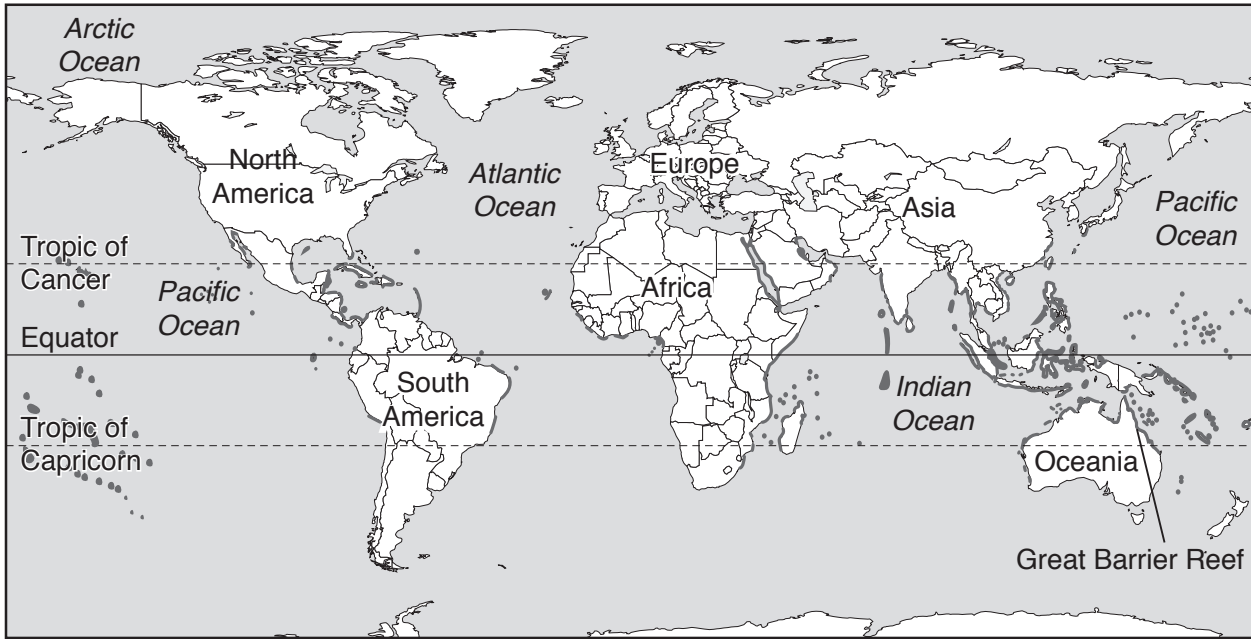 Arctic
Ocean
North
America
Atlantic
Ocean
Europe
Asia
Pacific
Ocean
Tropic of
Cancer
Pacific
Ocean
Africa
Equator
South
America
Indian
Ocean
Tropic of
Capricorn
Oceania
Great Barrier Reef